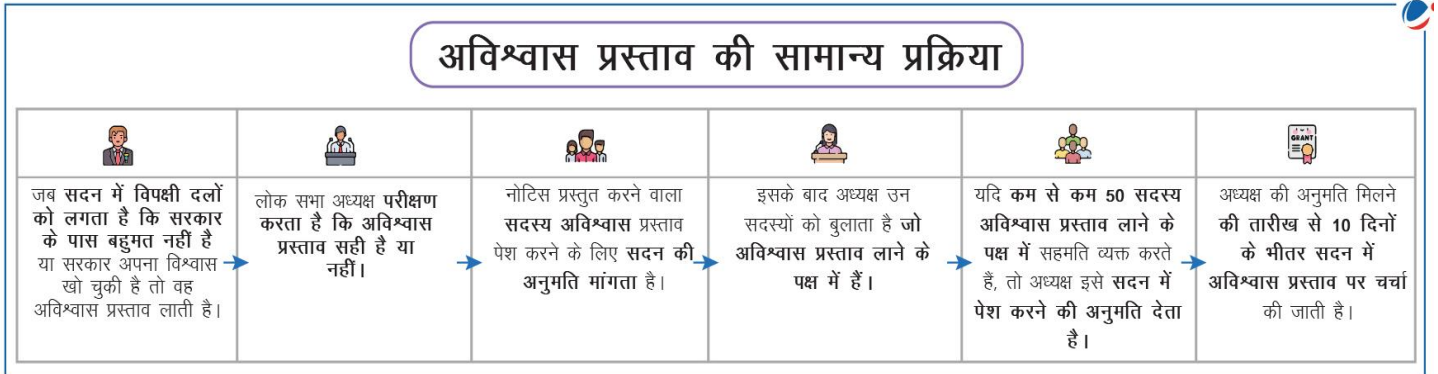 अविश्वास प्रस्ताव की सामान्य प्रक्रिया
जब सदन में विपक्षी दलों
को लगता है कि सरकार
के पास बहुमत नहीं है
या सरकार अपना विश्वास
खो चुकी है तो वह
अविश्वास प्रस्ताव लाती है।
लोक सभा अध्यक्ष परीक्षण
करता है कि अविश्वास
प्रस्ताव सही है या
नहीं।
नोटिस प्रस्तुत करने वाला
सदस्य अविश्वास प्रस्ताव
पेश करने के लिए सदन की
अनुमति मांगता है।
इसके बाद अध्यक्ष उन
सदस्यों को बुलाता है जो
अविश्वास प्रस्ताव लाने के
पक्ष में हैं।
यदि कम से कम 50 सदस्य
अविश्वास प्रस्ताव लाने के
पक्ष में सहमति व्यक्त करते
हैं, तो अध्यक्ष इसे सदन में
पेश करने की अनुमति देता
है।
GRANT
अध्यक्ष की अनुमति मिलने
की तारीख से 10 दिनों
के भीतर सदन में
अविश्वास प्रस्ताव पर चर्चा
की जाती है।